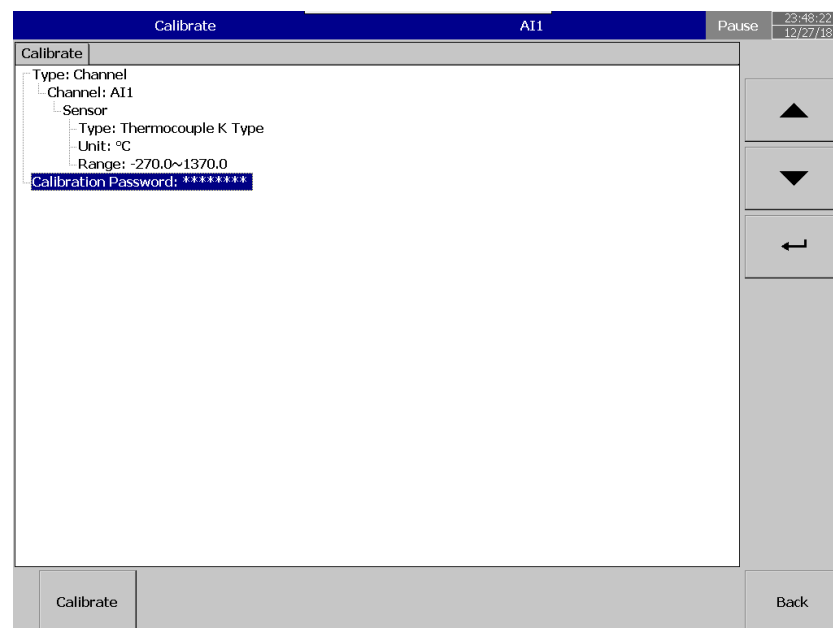 Calibrate AI1 Pause 23:48:22
12/27/18
Calibrate
Type: Channel
Channel: AI1
Sensor
Type: Thermocouple K Type
Unit: °C
Range: -270.0~1370.0
Calibration Password: ********
Calibrate Back